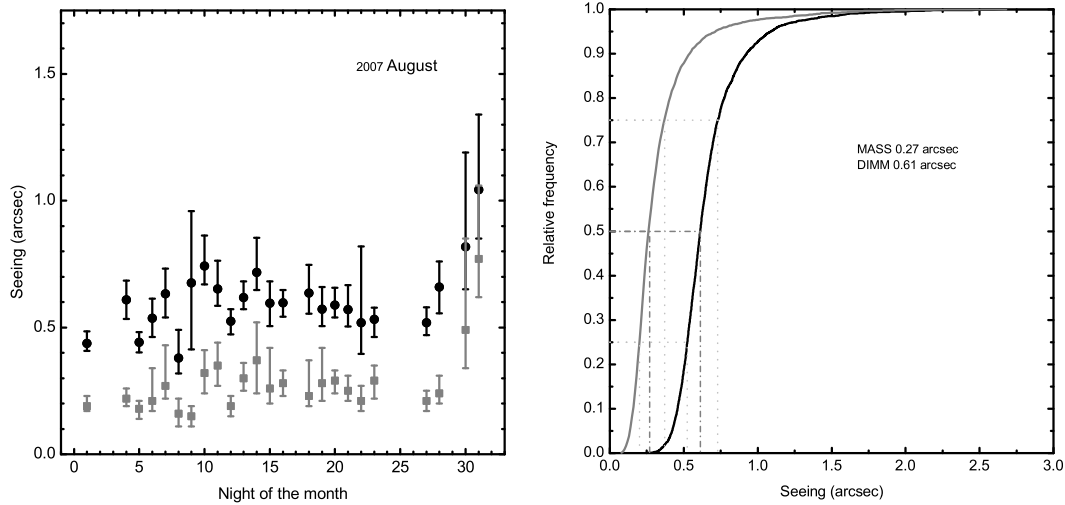 2007 August
Seeing (arcsec)
1.5
1.0
0.5
0.0
0 5 10 15 20 25 30
Night of the month
Relative frequency
1.0
0.9
0.8
0.7
0.6
0.5
0.4
0.3
0.2
0.1
0.0
MASS 0.27 arcsec
DIMM 0.61 arcsec
0.0 0.5 1.0 1.5 2.0 2.5 3.0
Seeing (arcsec)